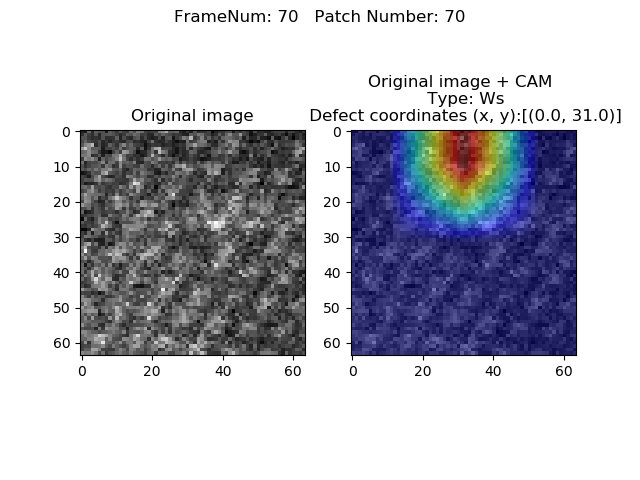 FrameNum: 70   Patch Number: 70
Original image
0
10
20
30
40
50
60
0 20 40 60
Original image + CAM
Type: Ws
Defect coordinates (x, y):[(0.0, 31.0)]
0
10
20
30
40
50
60
0 20 40 60